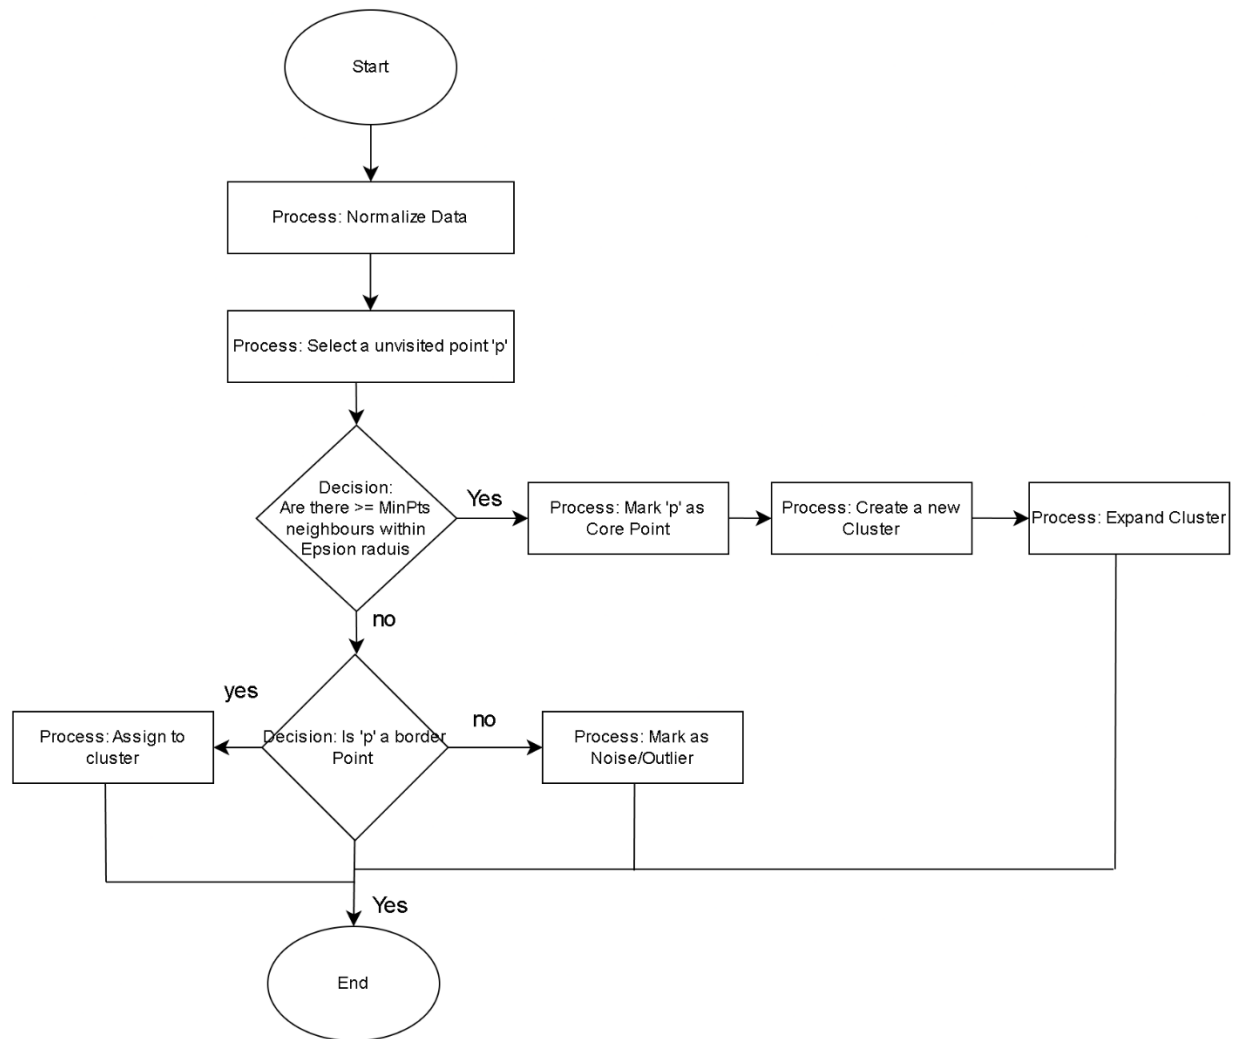 Start
Process: Normalize Data
Process: Select a unvisited point 'p'
Decision:
Are there >= MinPts
neighbours within
Epsion raduis
Yes
Process: Mark 'p' as
Core Point
Process: Create a new
Cluster
Process: Expand Cluster
no
yes
Process: Assign to
cluster
Decision: Is 'p' a border
Point
no
Process: Mark as
Noise/Outlier
Yes
End